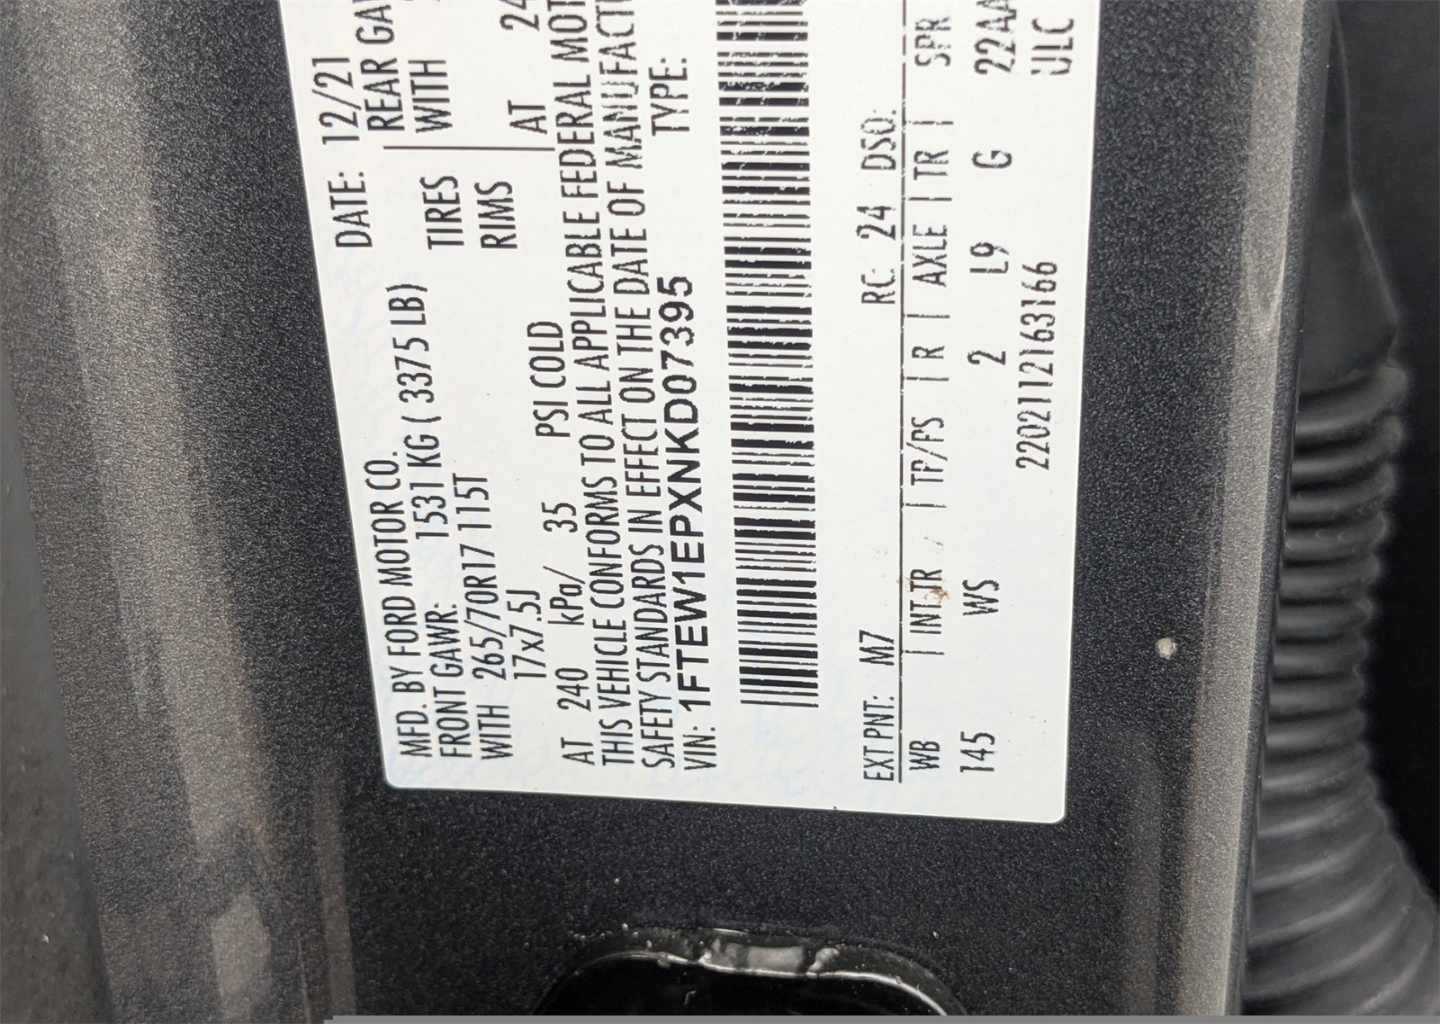 MFD. BY FORD MOTOR CO. DATE: 12/21
FRONT GAWR: 1531 KG ( 3375 LB) REAR GAW
WITH 265/70R17 115T TIRES WITH
17x7.5J RIMS
AT 240 kPa/ 35 PSI COLD AT 24
THIS VEHICLE CONFORMS TO ALL APPLICABLE FEDERAL MOT
SAFETY STANDARDS IN EFFECT ON THE DATE OF MANUFACTU
VIN: 1FTEW1EPXNKD07395 TYPE:
EXT PNT: M7 RC: 24 DSO:
WB | INT TR | TP/PS | R | AXLE | TR | SPR
145 WS 2 L9 G 22AA
2202112163166 ULC